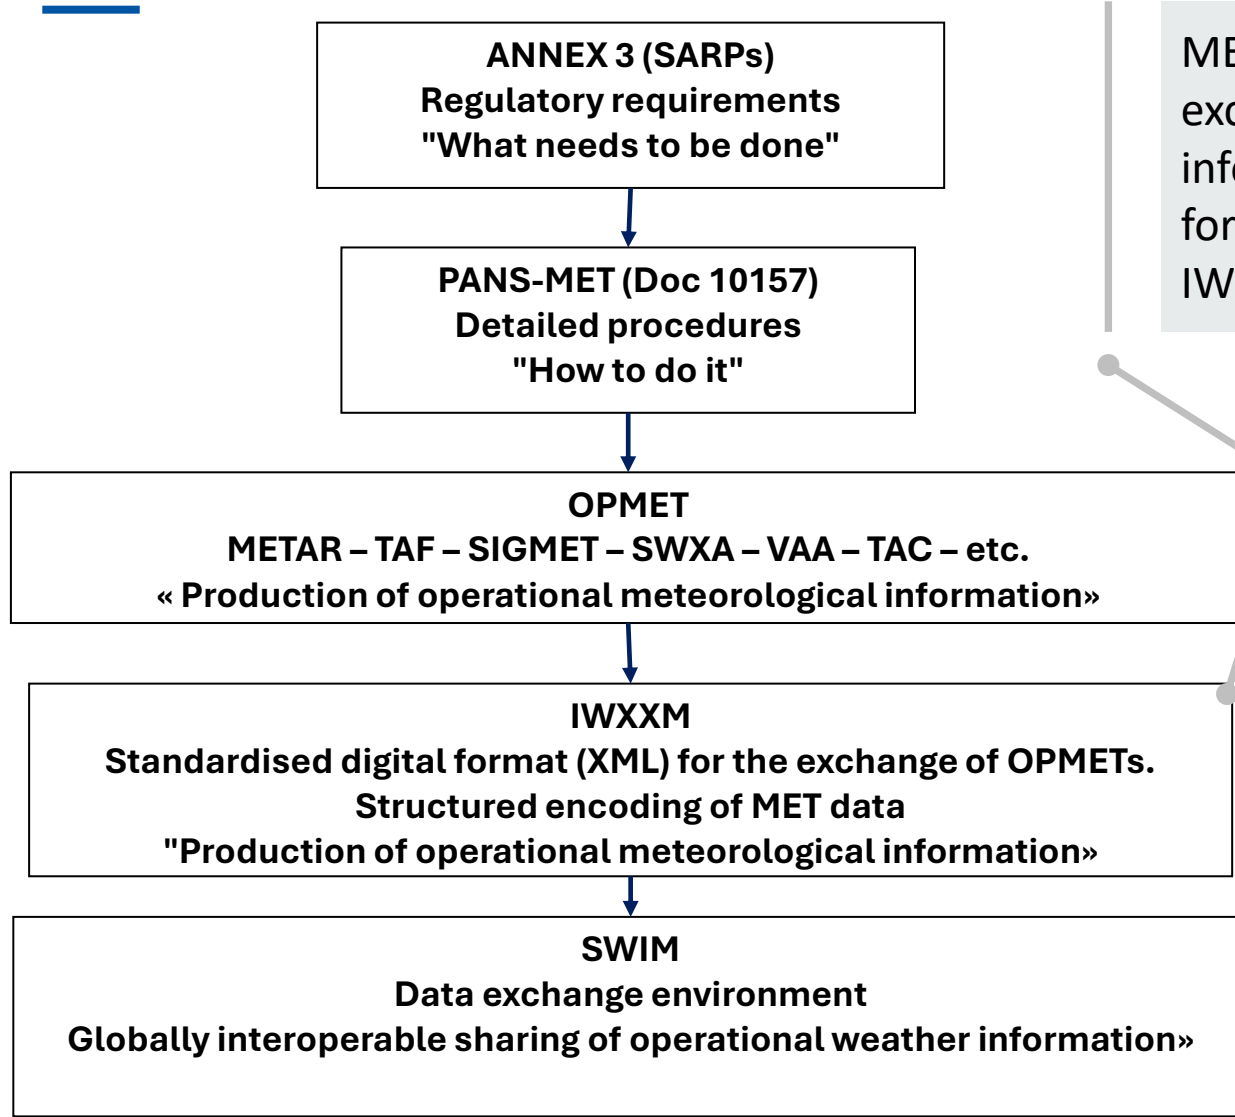 ANNEX 3 (SARPs)
Regulatory requirements
"What needs to be done"
PANS-MET (Doc 10157)
Detailed procedures
"How to do it"
OPMET
METAR – TAF – SIGMET – SWXA – VAA – TAC – etc.
« Production of operational meteorological information»
IWXXM
Standardised digital format (XML) for the exchange of OPMETs.
Structured encoding of MET data
"Production of operational meteorological information»
SWIM
Data exchange environment
Globally interoperable sharing of operational weather information»